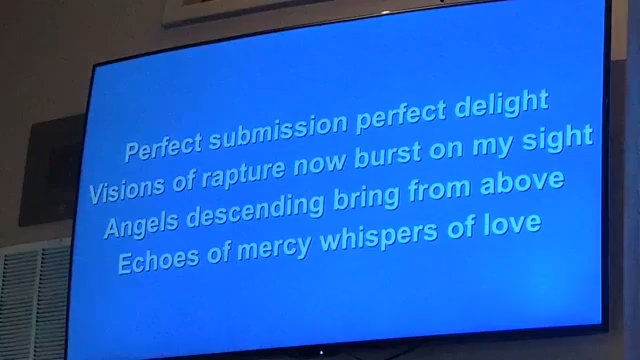 Perfect submission perfect delight
Visions of rapture now burst on my sight
Angels descending bring from above
Echoes of mercy whispers of love